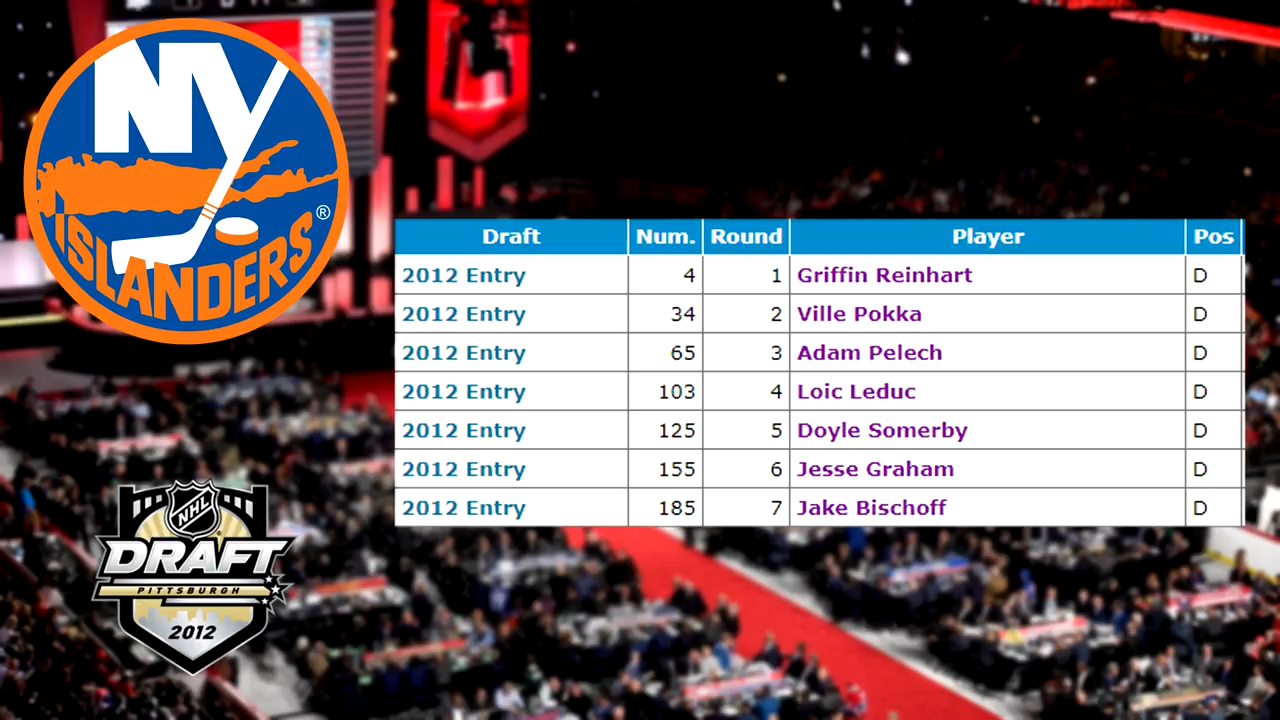 NY
ISLANDERS®
Draft Num. Round Player Pos
2012 Entry 4 1 Griffin Reinhart D
2012 Entry 34 2 Ville Pokka D
2012 Entry 65 3 Adam Pelech D
2012 Entry 103 4 Loic Leduc D
2012 Entry 125 5 Doyle Somerby D
2012 Entry 155 6 Jesse Graham D
2012 Entry 185 7 Jake Bischoff D
NHL
DRAFT
PITTSBURGH
2012